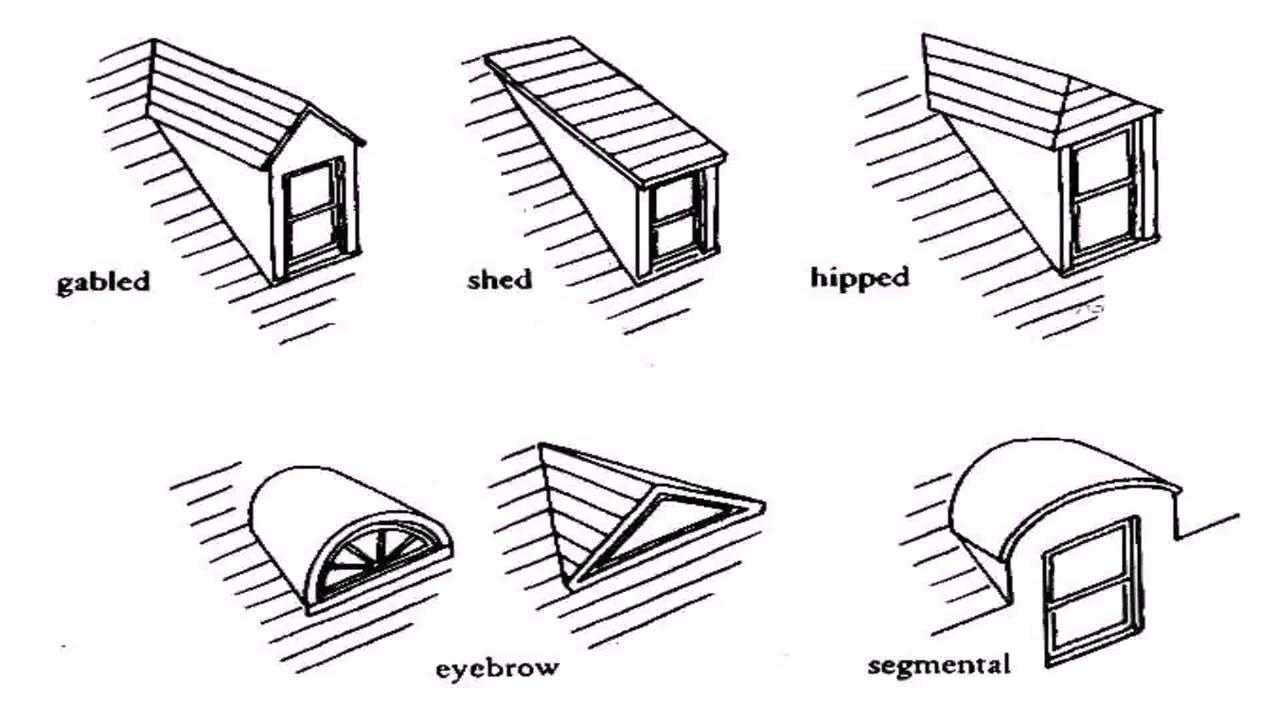 gabled
shed
hipped
eyebrow
segmental